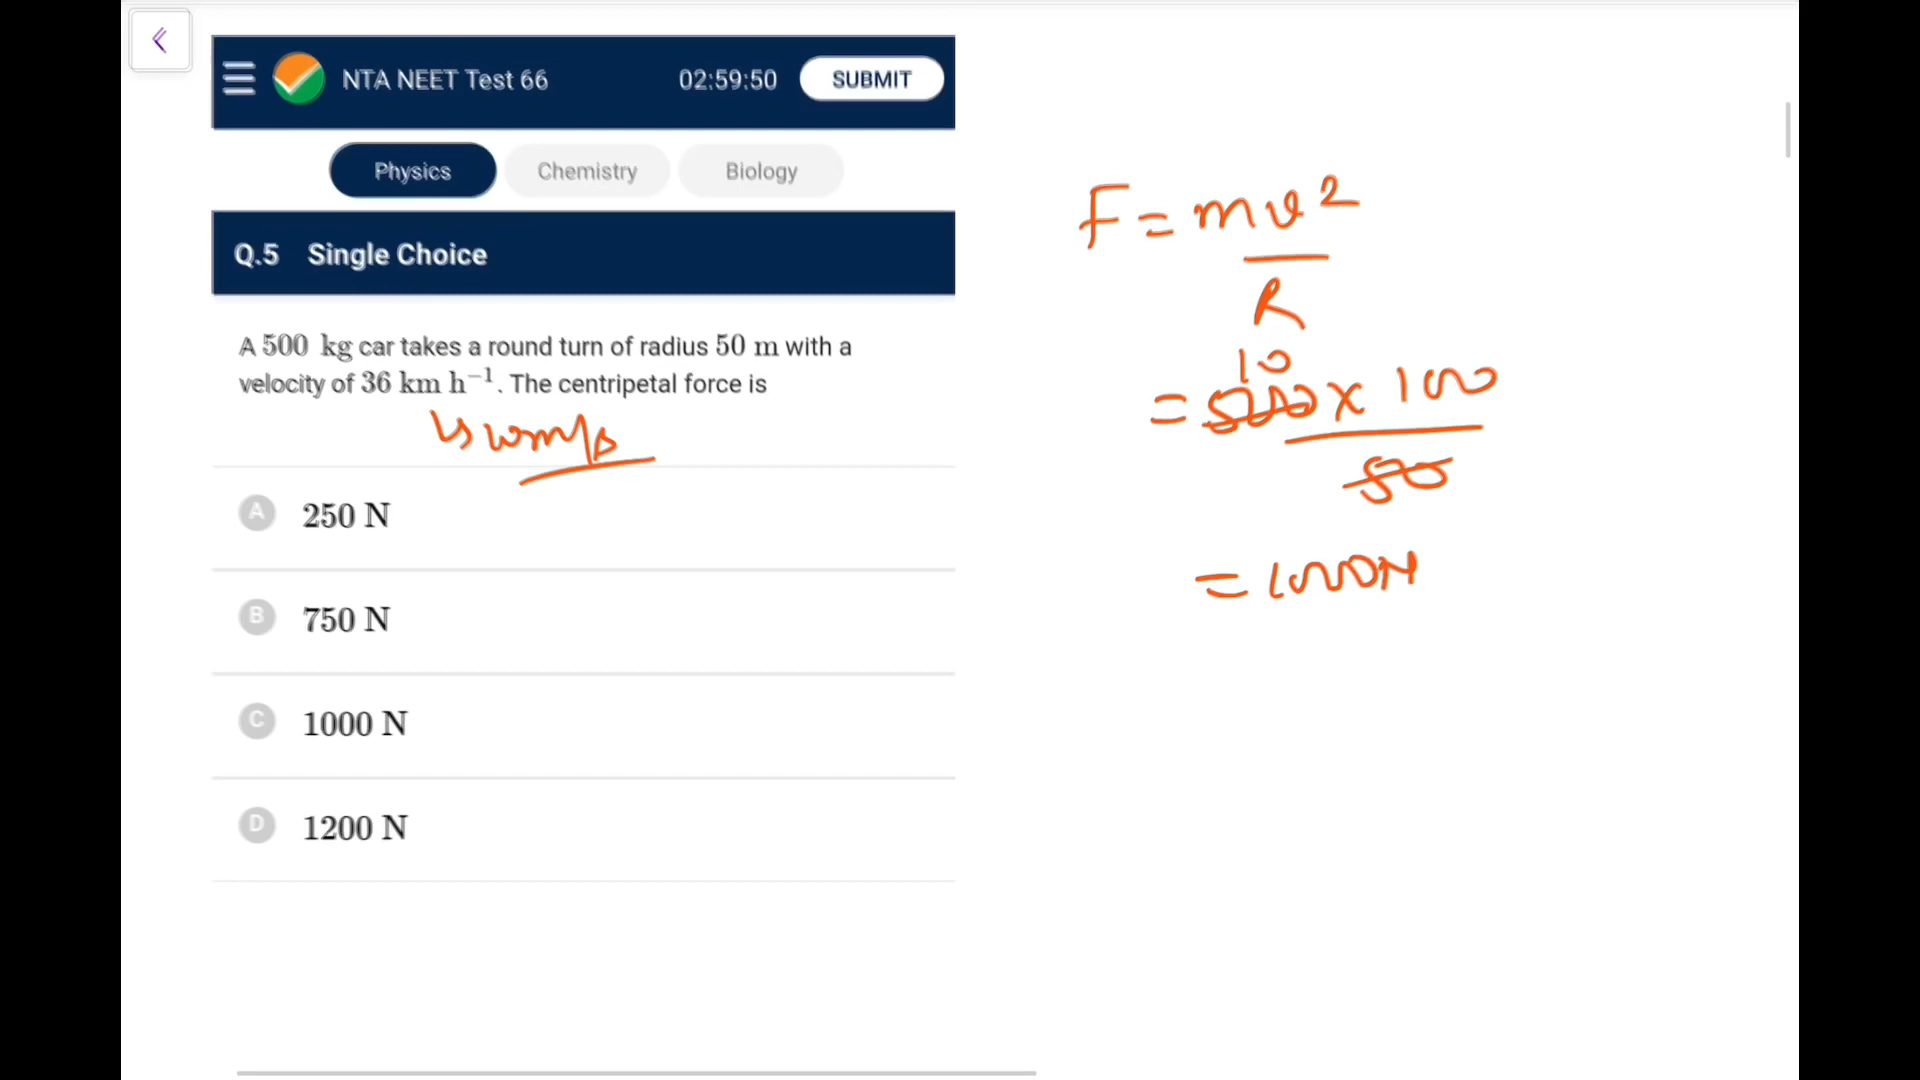 NTA NEET Test 66 02:59:50 SUBMIT
Physics Chemistry Biology
Q.5 Single Choice
A 500 kg car takes a round turn of radius 50 m with a
velocity of 36 km h⁻¹. The centripetal force is
↳ 10m/s
A 250 N
B 750 N
C 1000 N
D 1200 N
F = mv²
R
10
= 500 x 100
50
= 1000N